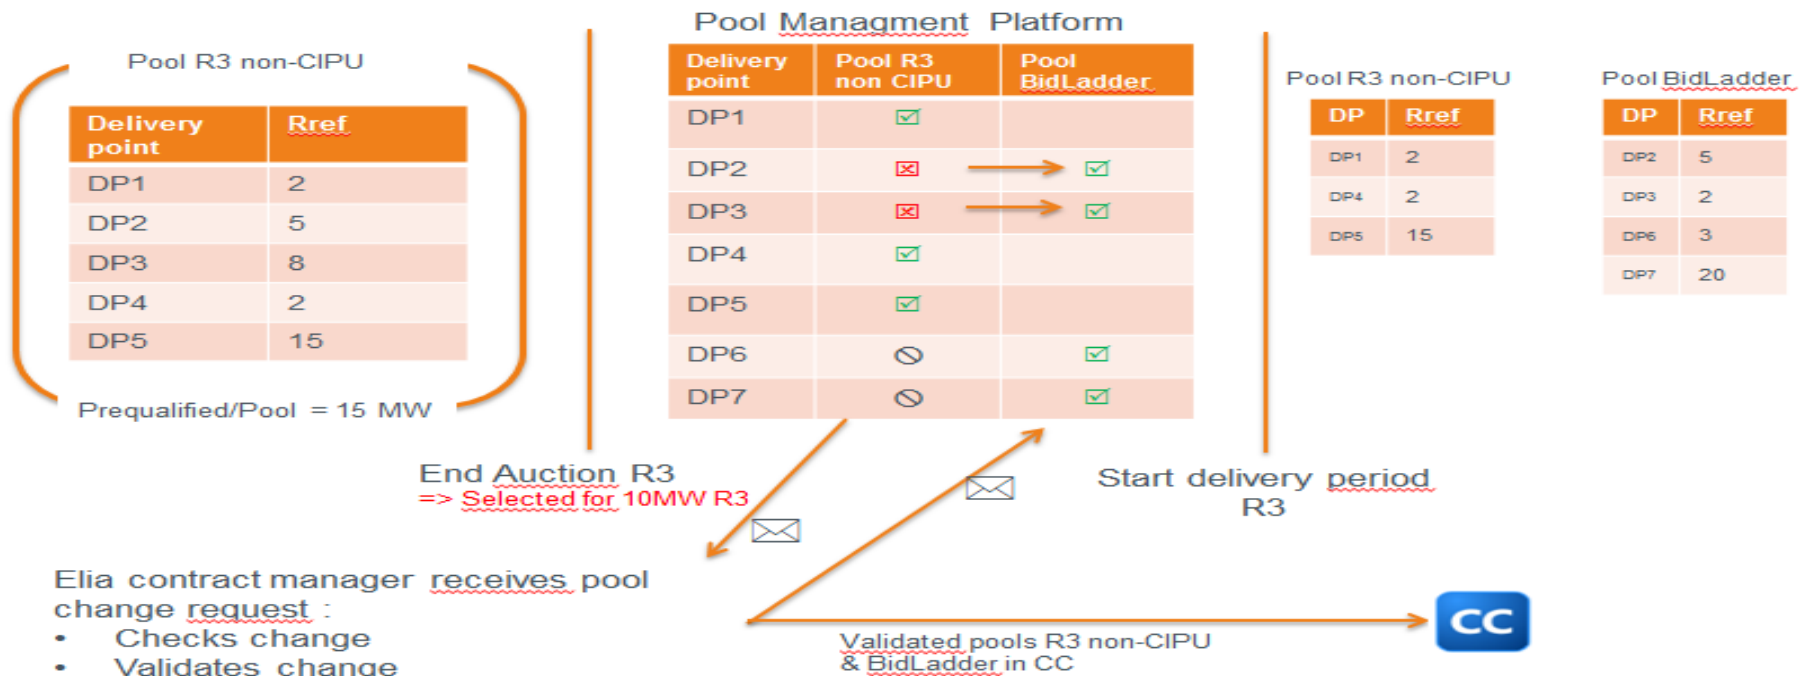 Pool Managment Platform
Pool R3 non-CIPU
Delivery point Rref
DP1 2
DP2 5
DP3 8
DP4 2
DP5 15
Prequalified/Pool = 15 MW
Delivery point Pool R3 non CIPU Pool BidLadder
DP1
DP2
DP3
DP4
DP5
DP6
DP7
Pool R3 non-CIPU
DP Rref
DP1 2
DP4 2
DP5 15
Pool BidLadder
DP Rref
DP2 5
DP3 2
DP6 3
DP7 20
End Auction R3
=> Selected for 10MW R3
Start delivery period
R3
Elia contract manager receives pool
change request :
• Checks change
• Validates change
Validated pools R3 non-CIPU
& BidLadder in CC
CC